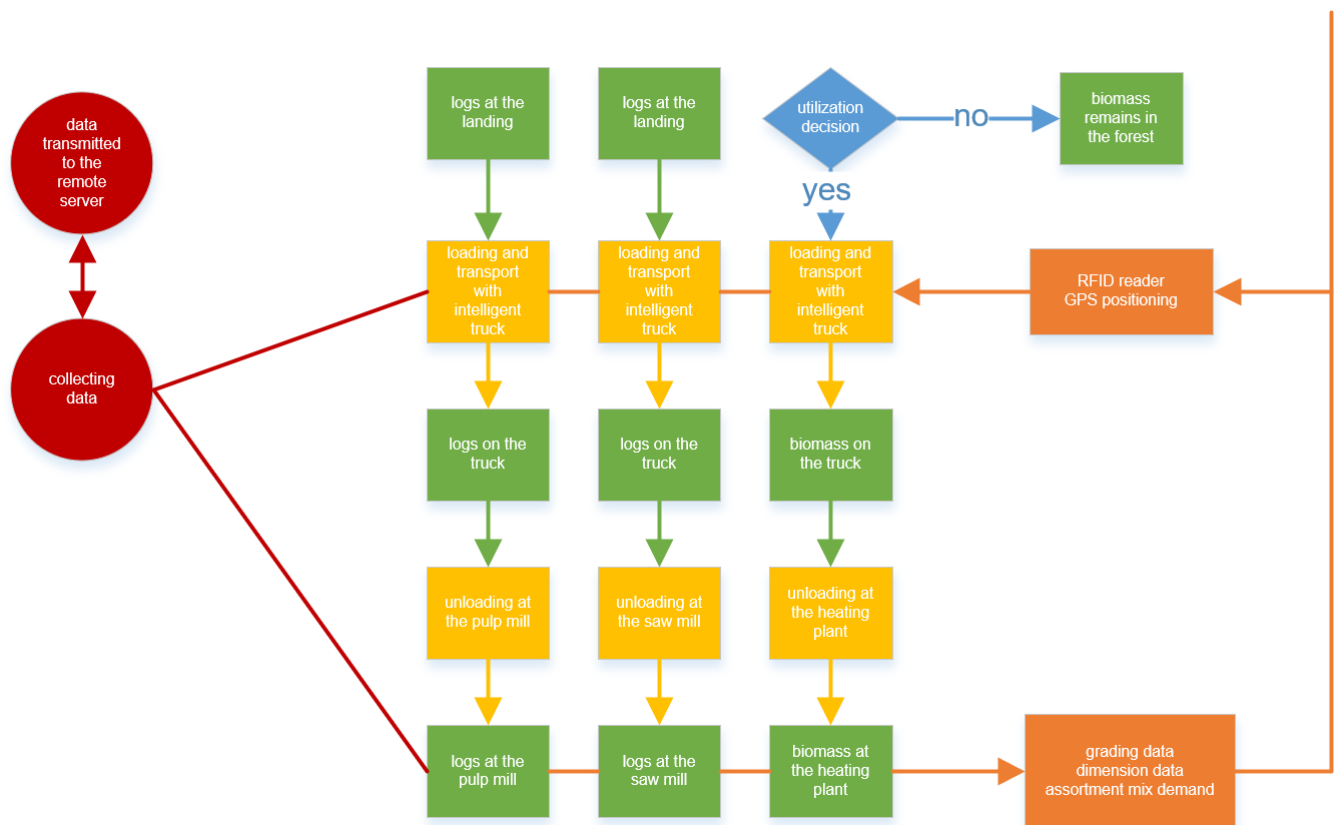 data
transmitted
to the
remote
server
collecting
data
logs at the
landing
logs at the
landing
utilization
decision
no
biomass
remains in
the forest
yes
loading and
transport
with
intelligent
truck
loading and
transport
with
intelligent
truck
loading and
transport
with
intelligent
truck
RFID reader
GPS positioning
logs on the
truck
logs on the
truck
biomass on
the truck
unloading at
the pulp mill
unloading at
the saw mill
unloading at
the heating
plant
logs at the
pulp mill
logs at the
saw mill
biomass at
the heating
plant
grading data
dimension data
assortment mix demand